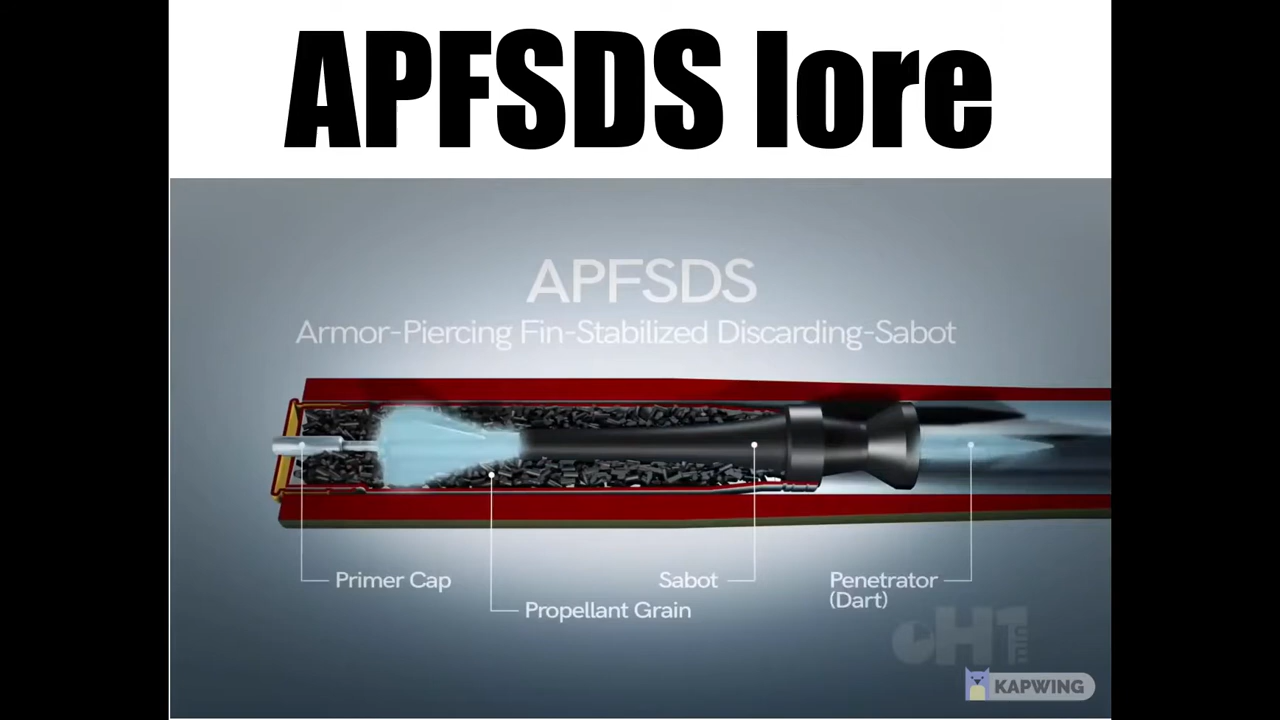 APFSDS lore
APFSDS
Armor-Piercing Fin-Stabilized Discarding-Sabot
Primer Cap
Sabot
Penetrator
(Dart)
Propellant Grain
KAPWING